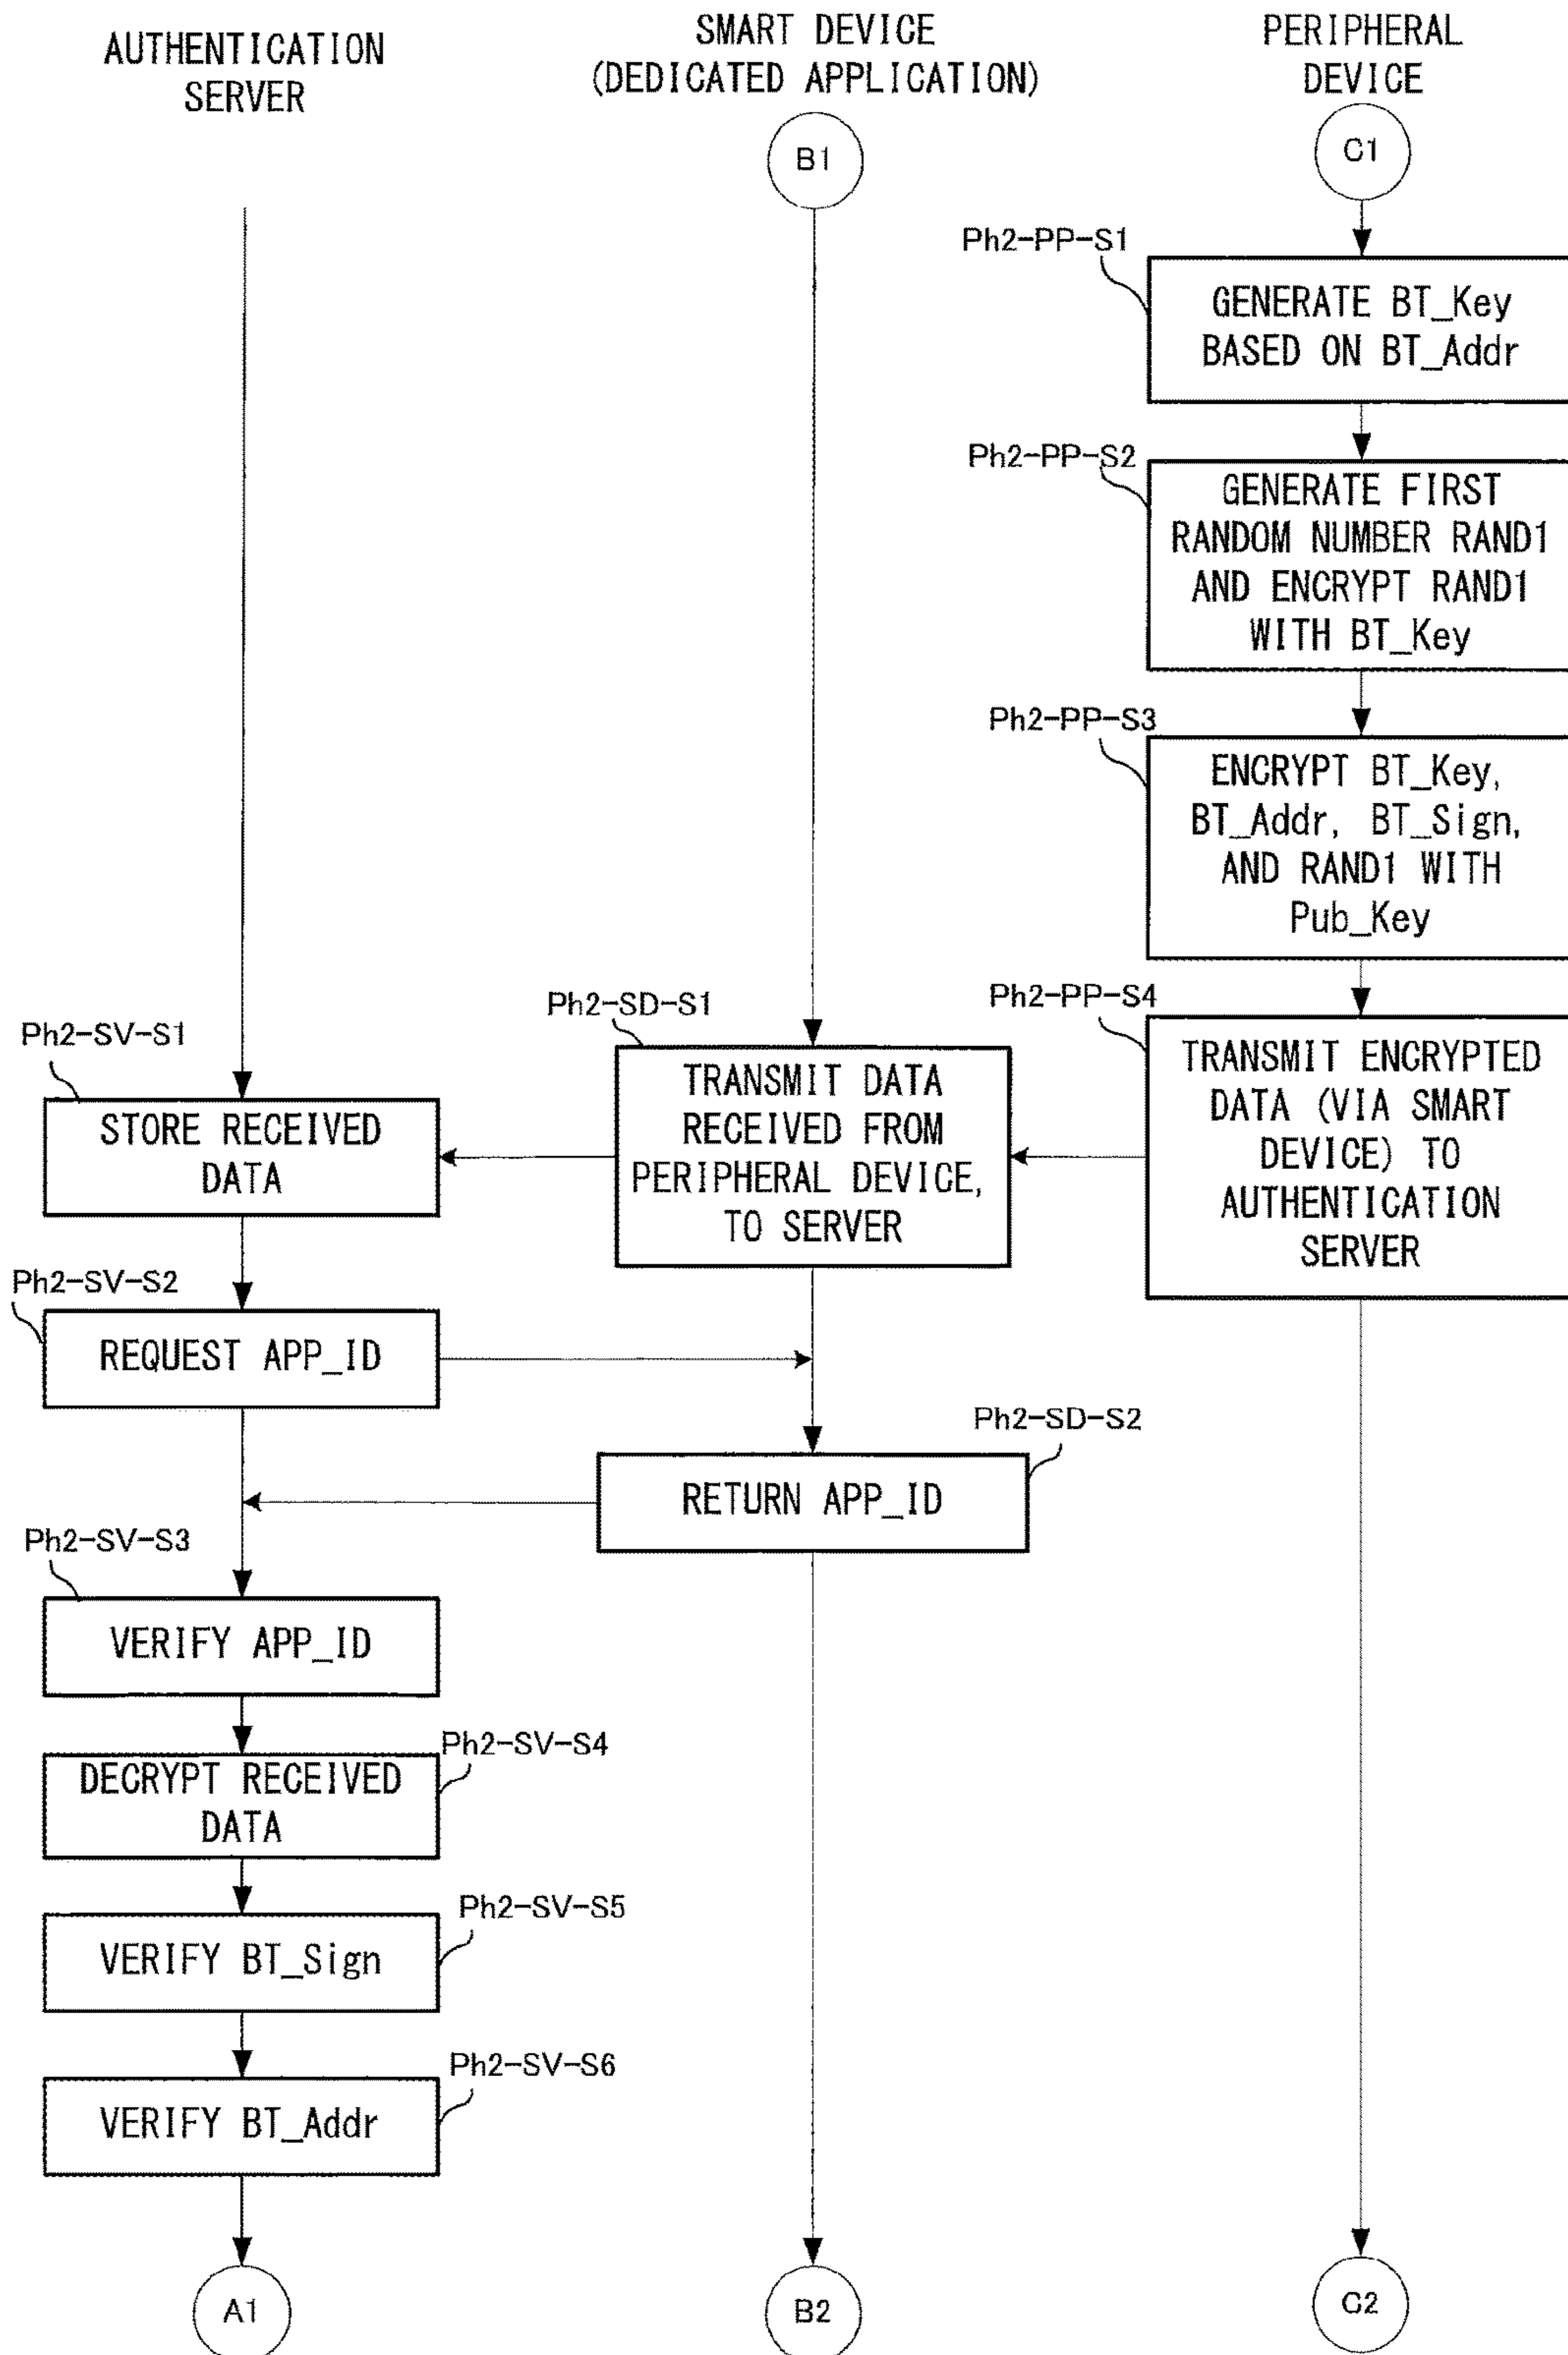 AUTHENTICATION
SERVER
SMART DEVICE
(DEDICATED APPLICATION)
PERIPHERAL
DEVICE
B1
C1
Ph2-PP-S1
GENERATE BT_Key
BASED ON BT_Addr
Ph2-PP-S2
GENERATE FIRST
RANDOM NUMBER RAND1
AND ENCRYPT RAND1
WITH BT_Key
Ph2-PP-S3
ENCRYPT BT_Key,
BT_Addr, BT_Sign,
AND RAND1 WITH
Pub_Key
Ph2-PP-S4
TRANSMIT ENCRYPTED
DATA (VIA SMART
DEVICE) TO
AUTHENTICATION
SERVER
Ph2-SD-S1
TRANSMIT DATA
RECEIVED FROM
PERIPHERAL DEVICE,
TO SERVER
Ph2-SV-S1
STORE RECEIVED
DATA
Ph2-SV-S2
REQUEST APP_ID
Ph2-SD-S2
RETURN APP_ID
Ph2-SV-S3
VERIFY APP_ID
Ph2-SV-S4
DECRYPT RECEIVED
DATA
Ph2-SV-S5
VERIFY BT_Sign
Ph2-SV-S6
VERIFY BT_Addr
A1
B2
C2